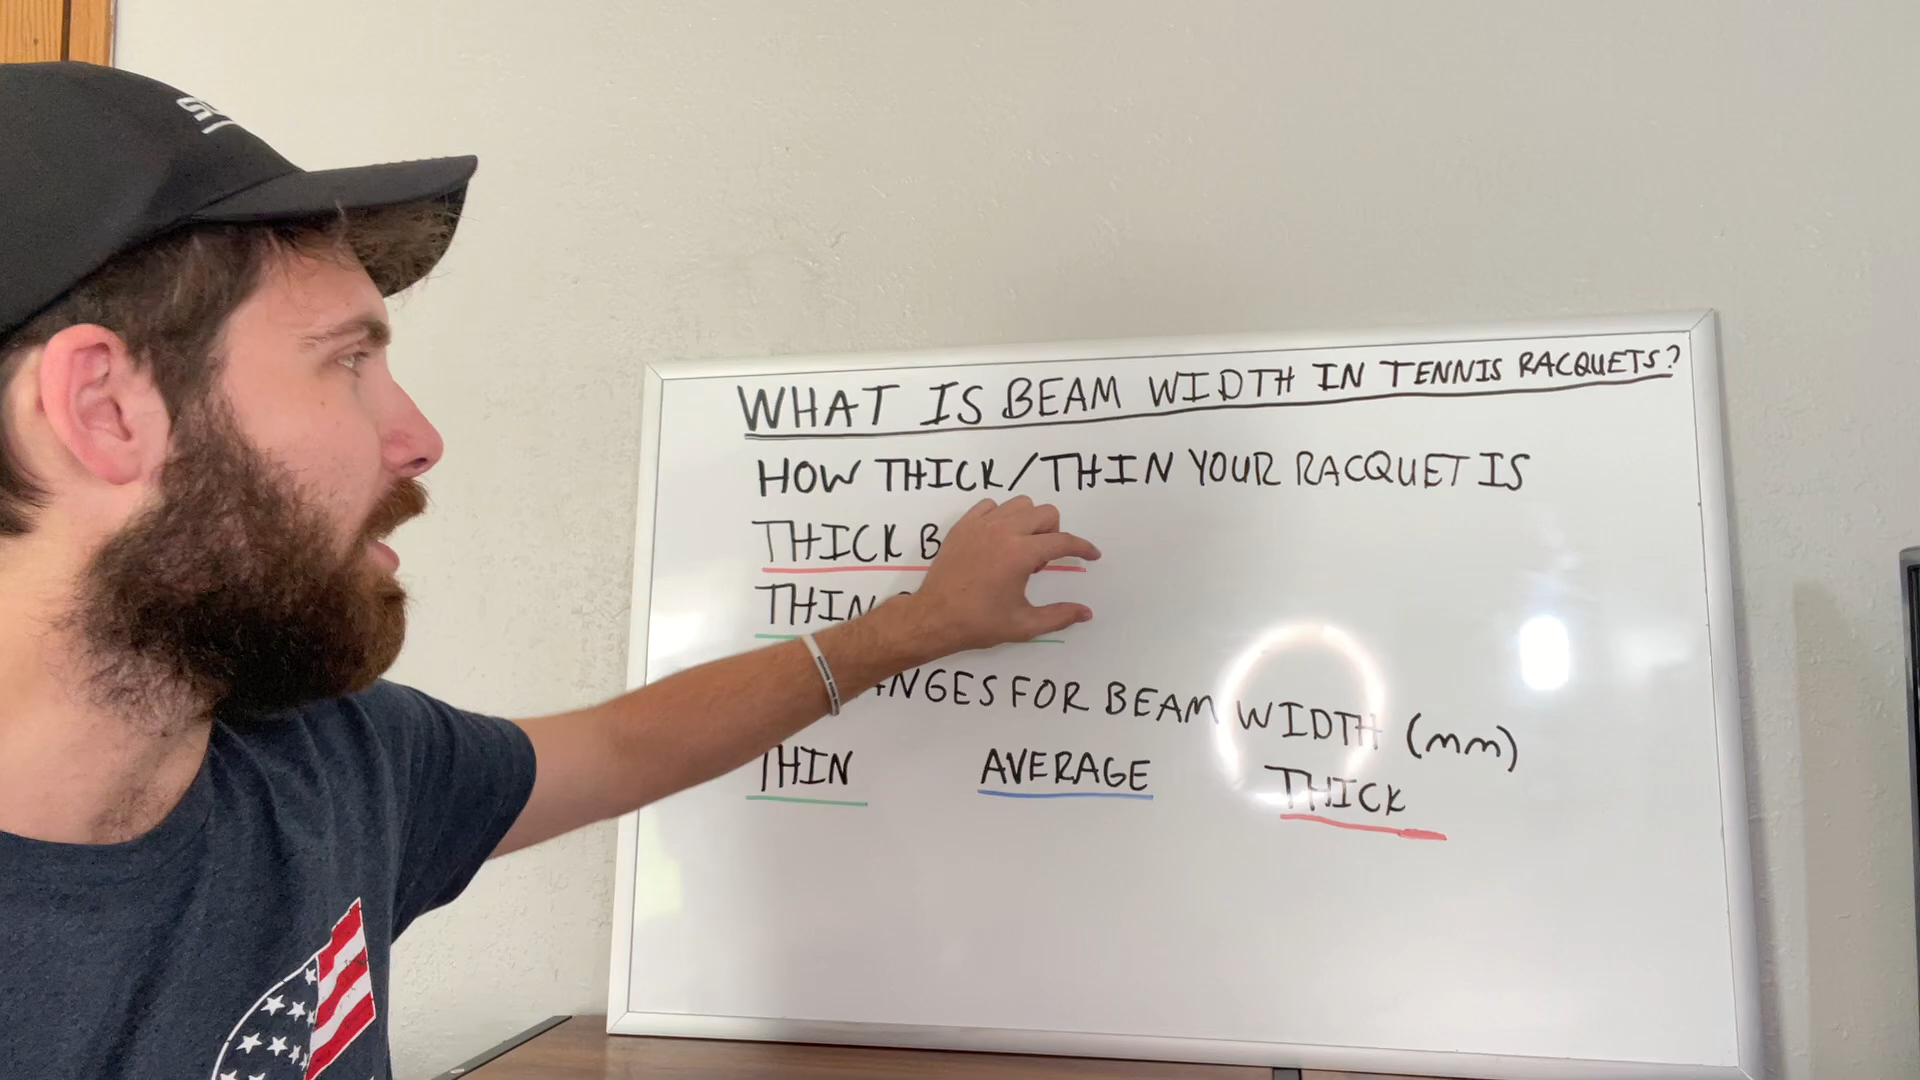 WHAT IS BEAM WIDTH IN TENNIS RACQUETS?
HOW THICK/THIN YOUR RACQUET IS
THICK
THIN
FOR BEAM WIDTH (mm)
THIN AVERAGE THICK